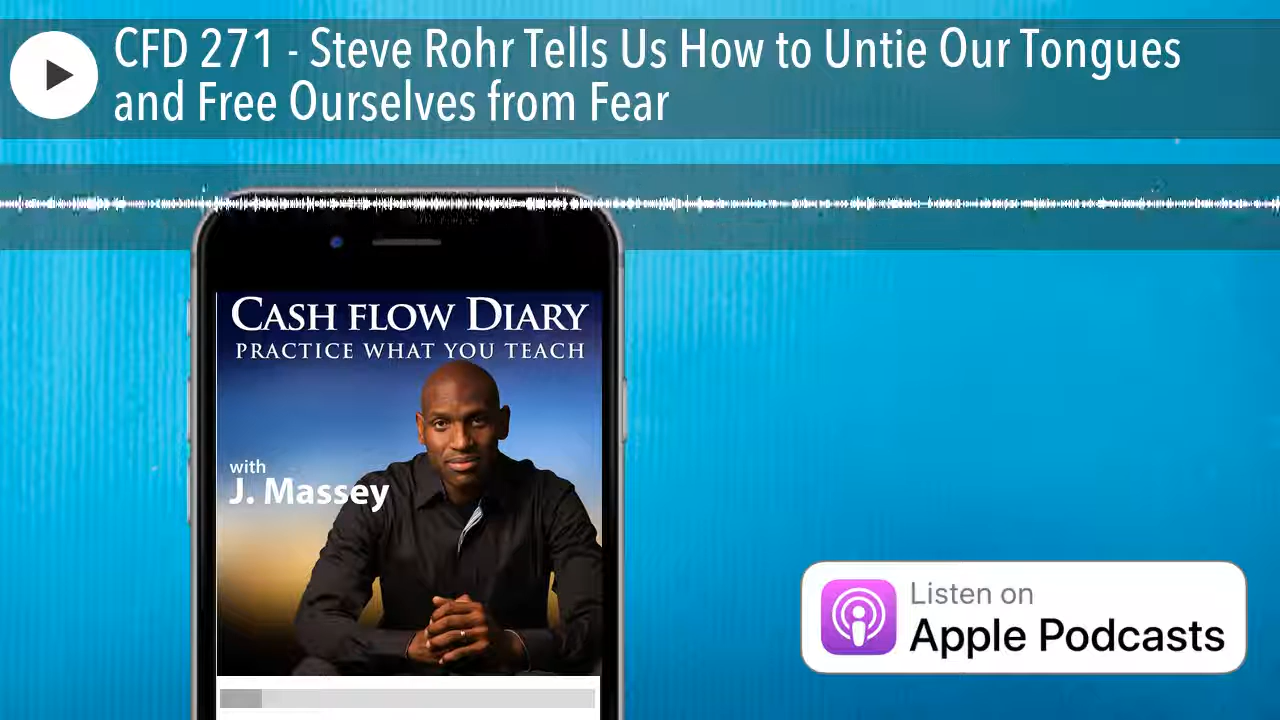 CFD 271 - Steve Rohr Tells Us How to Untie Our Tongues
and Free Ourselves from Fear
CASH FLOW DIARY
PRACTICE WHAT YOU TEACH
with
J. Massey
Listen on
Apple Podcasts